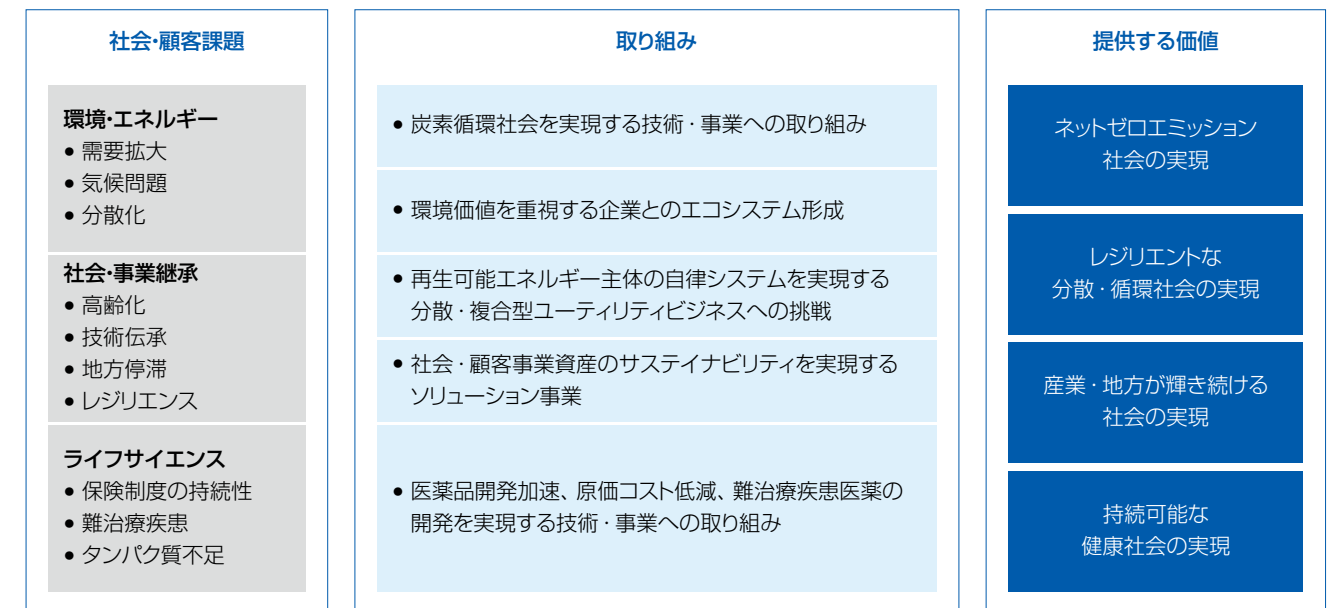 社会・顧客課題
環境・エネルギー
• 需要拡大
• 気候問題
• 分散化
社会・事業継承
• 高齢化
• 技術伝承
• 地方停滞
• レジリエンス
ライフサイエンス
• 保険制度の持続性
• 難治療疾患
• タンパク質不足
取り組み
• 炭素循環社会を実現する技術・事業への取り組み
• 環境価値を重視する企業とのエコシステム形成
• 再生可能エネルギー主体の自律システムを実現する
分散・複合型ユーティリティビジネスへの挑戦
• 社会・顧客事業資産のサステイナビリティを実現する
ソリューション事業
• 医薬品開発加速、原価コスト低減、難治療疾患医薬の
開発を実現する技術・事業への取り組み
提供する価値
ネットゼロエミッション
社会の実現
レジリエントな
分散・循環社会の実現
産業・地方が輝き続ける
社会の実現
持続可能な
健康社会の実現